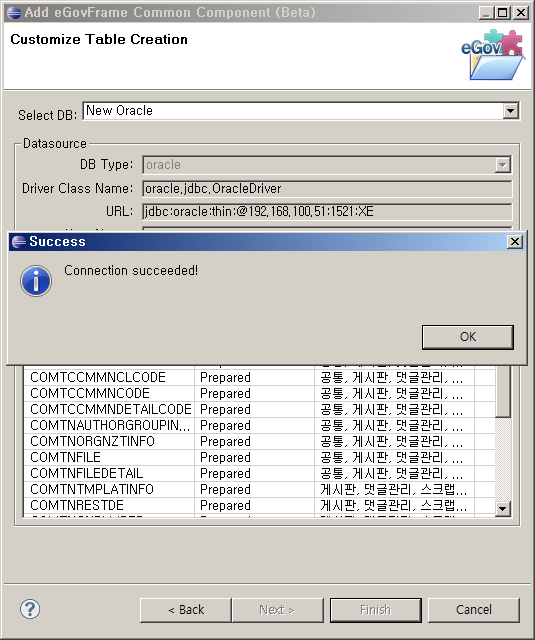 Add eGovFrame Common Component (Beta)
Customize Table Creation
eGov
Select DB: New Oracle
Datasource
DB Type: oracle
Driver Class Name: oracle.jdbc.OracleDriver
URL: jdbc:oracle:thin:@192.168.100.51:1521:XE
Success
Connection succeeded!
OK
COMTCCMMNCLCODE Prepared 공통, 게시판, 댓글관리, ...
COMTCCMMNCODE Prepared 공통, 게시판, 댓글관리, ...
COMTCCMMNDETAILCODE Prepared 공통, 게시판, 댓글관리, ...
COMTNAUTHORGROUPIN... Prepared 공통, 게시판, 댓글관리, ...
COMTNORGNZTINFO Prepared 공통, 게시판, 댓글관리, ...
COMTNFILE Prepared 공통, 게시판, 댓글관리, ...
COMTNFILEDETAIL Prepared 공통, 게시판, 댓글관리, ...
COMTNTMPLATINFO Prepared 게시판, 댓글관리, 스크랩...
COMTNRESTDE Prepared 게시판, 댓글관리, 스크랩...
? < Back Next > Finish Cancel